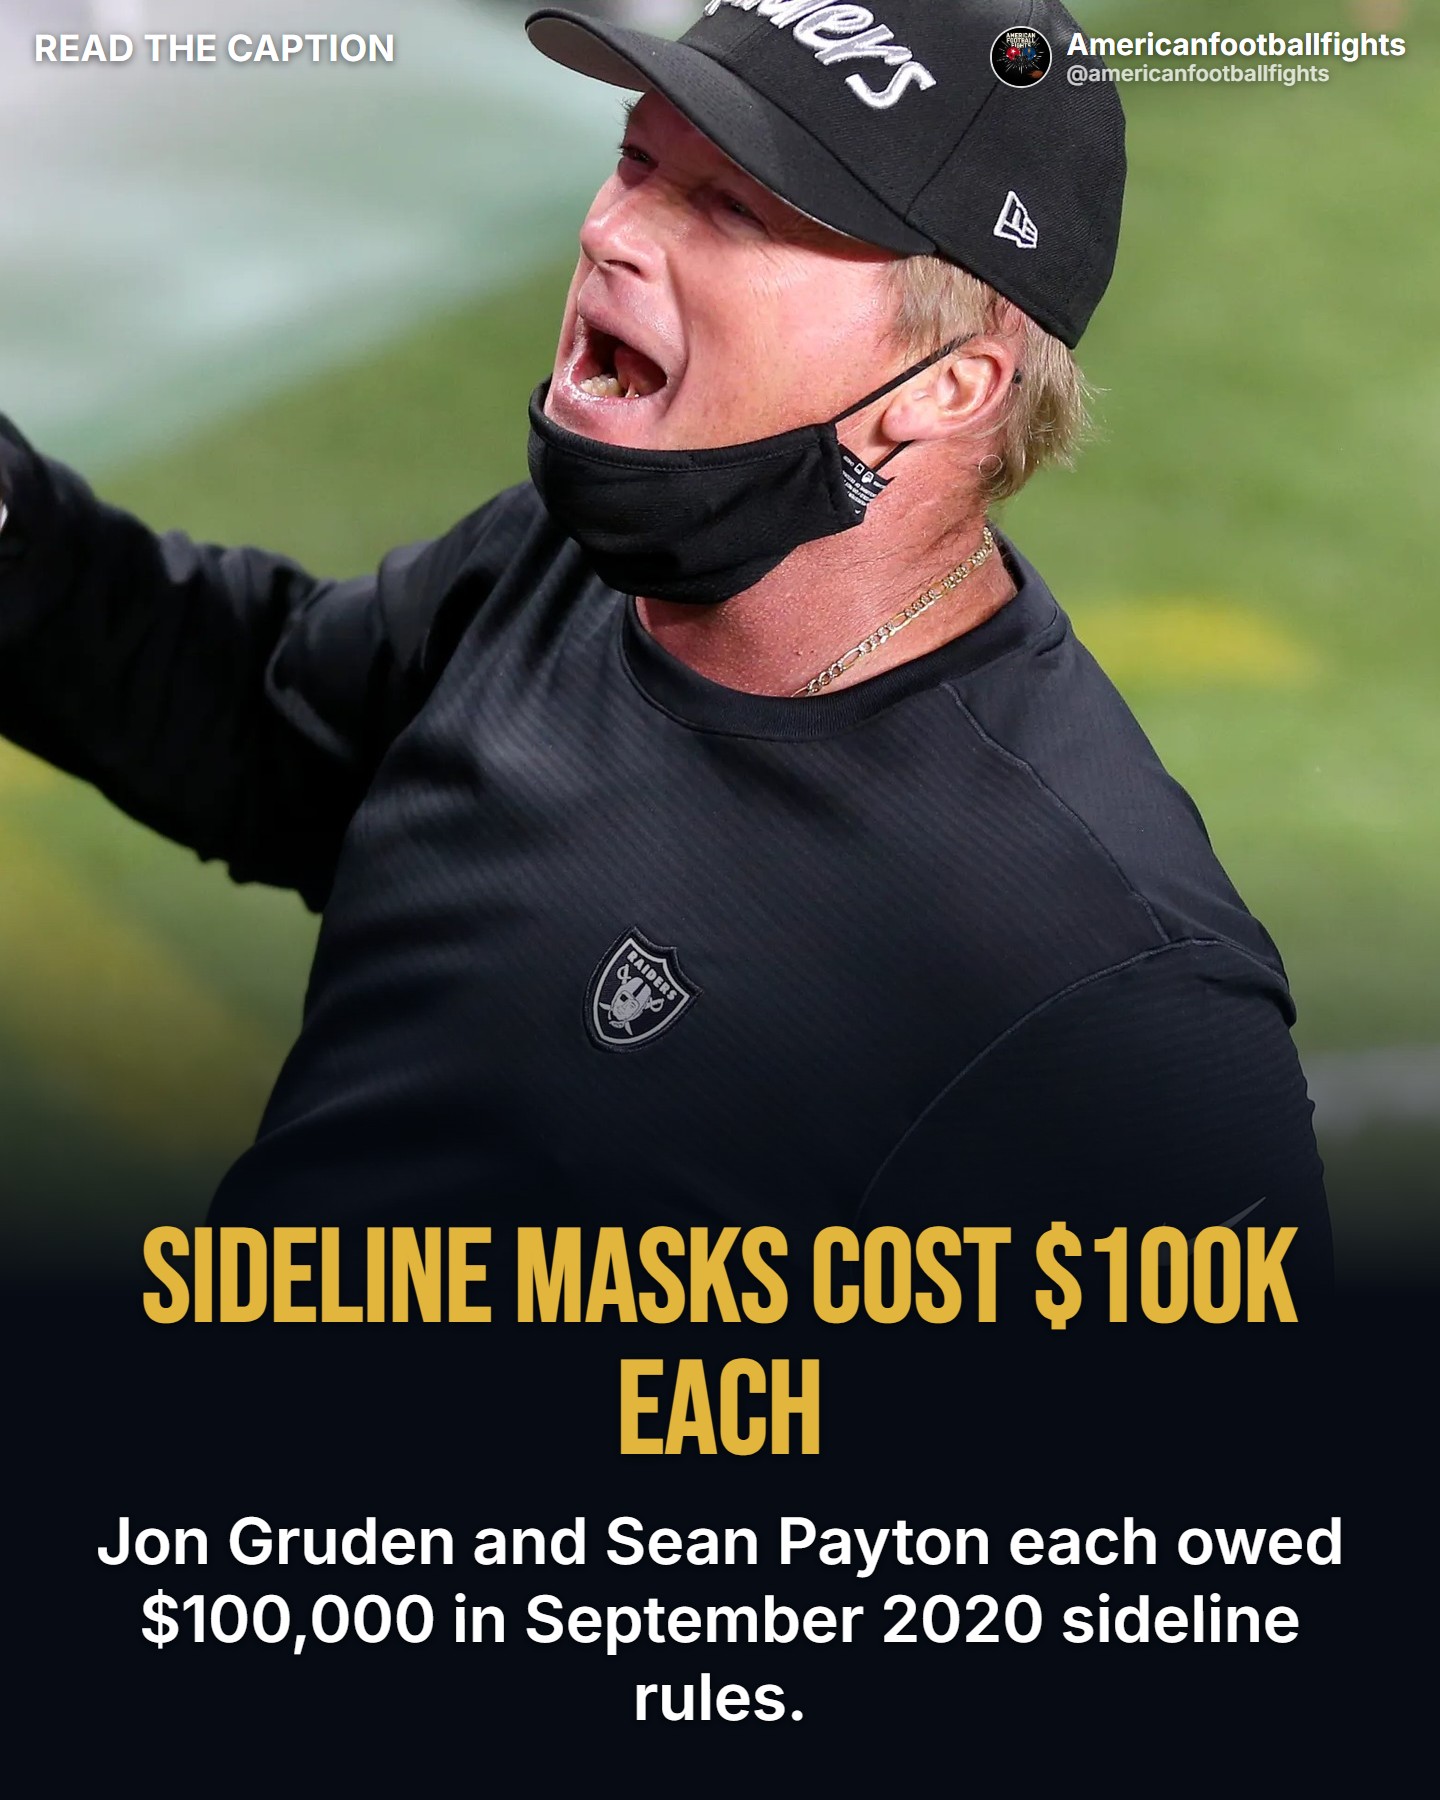 READ THE CAPTION
Americanfootballfights
@americanfootballfights
RAIDERS
SIDELINE MASKS COST $100K
EACH
Jon Gruden and Sean Payton each owed
$100,000 in September 2020 sideline
rules.